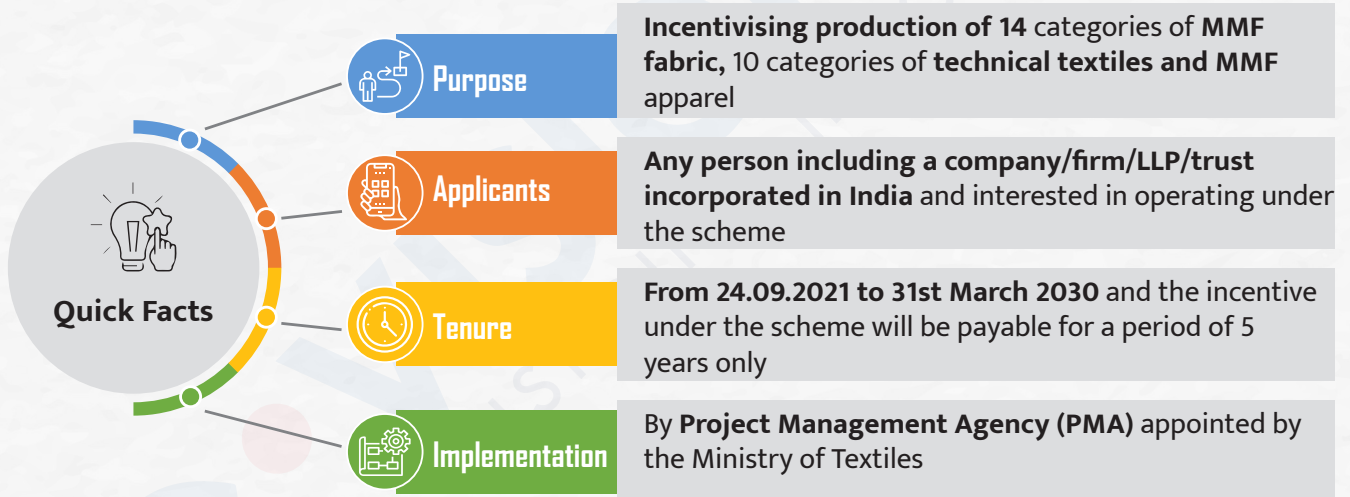 Quick Facts
Purpose
Incentivising production of 14 categories of MMF
fabric, 10 categories of technical textiles and MMF
apparel
Applicants
Any person including a company/firm/LLP/trust
incorporated in India and interested in operating under
the scheme
Tenure
From 24.09.2021 to 31st March 2030 and the incentive
under the scheme will be payable for a period of 5
years only
Implementation
By Project Management Agency (PMA) appointed by
the Ministry of Textiles